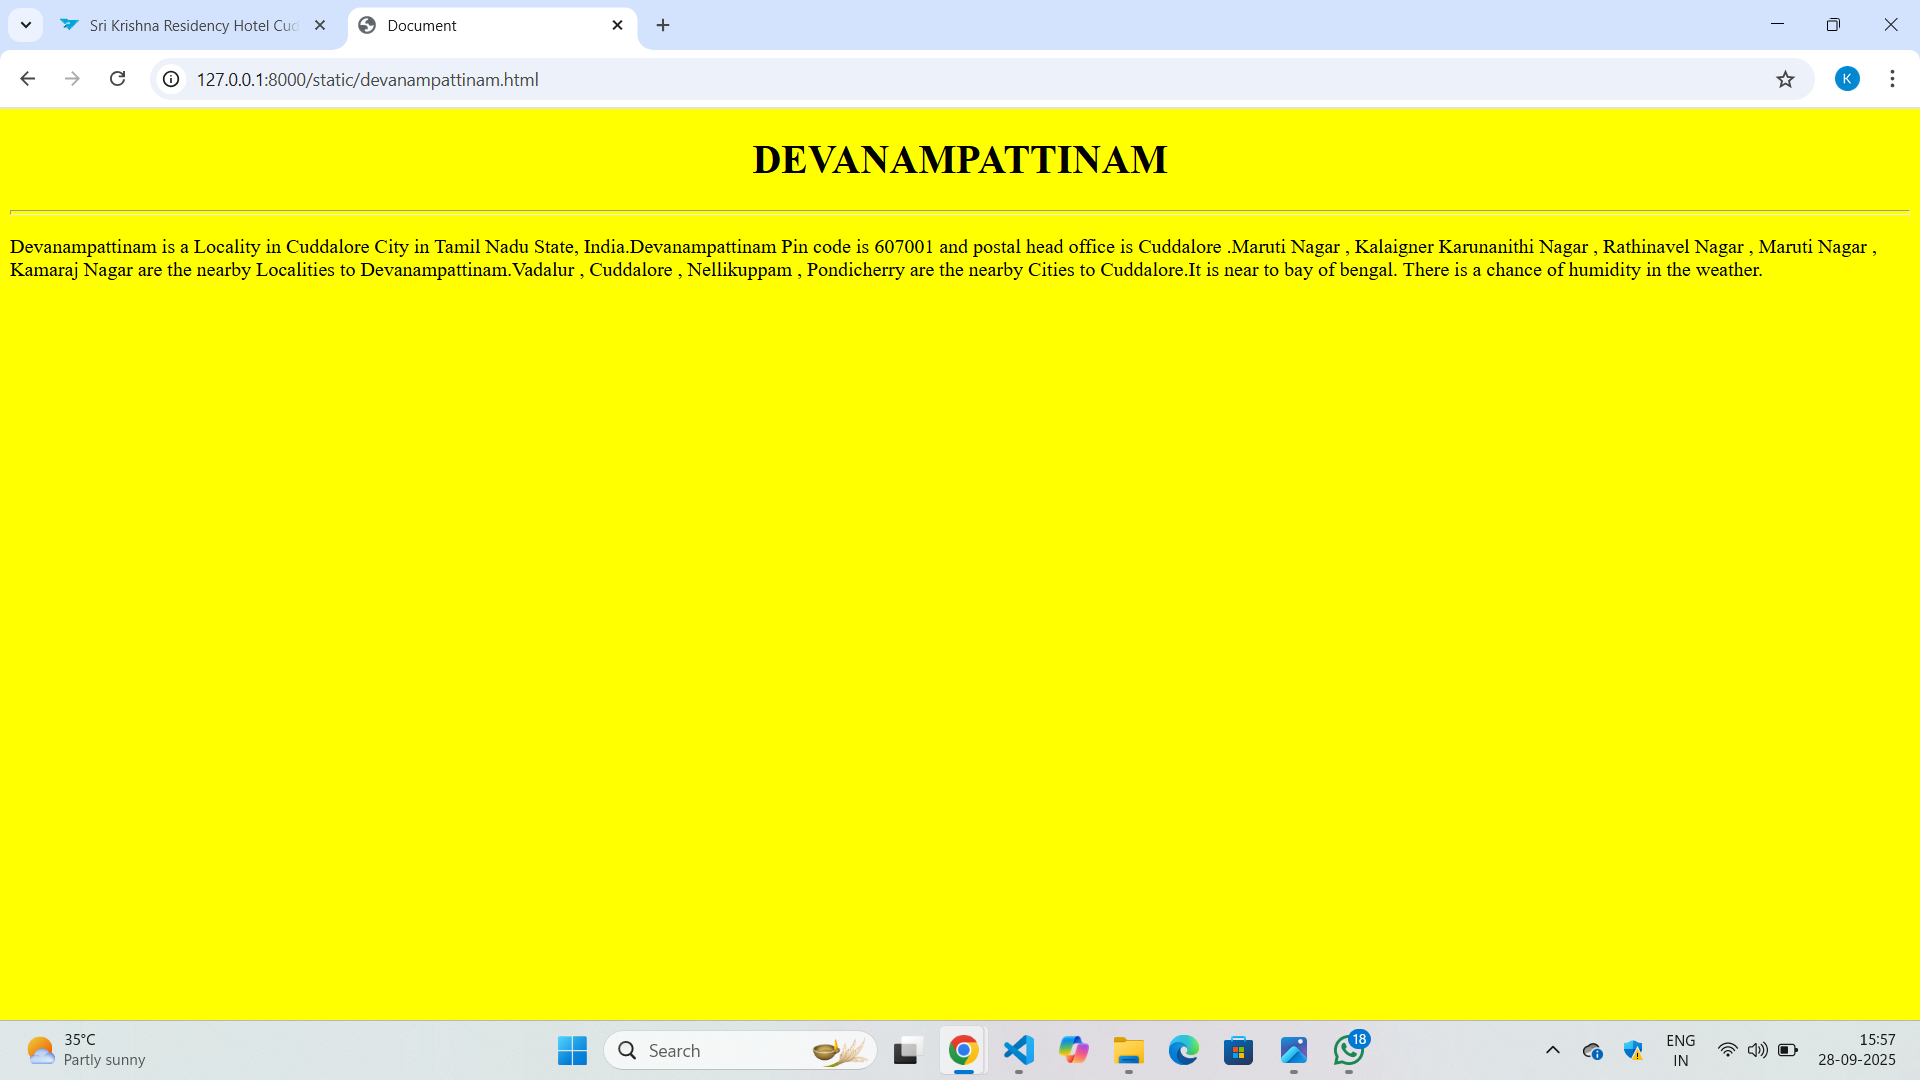 Sri Krishna Residency Hotel Cud
Document
127.0.0.1:8000/static/devanampattinam.html
K
DEVANAMPATTINAM
Devanampattinam is a Locality in Cuddalore City in Tamil Nadu State, India.Devanampattinam Pin code is 607001 and postal head office is Cuddalore .Maruti Nagar , Kalaigner Karunanithi Nagar , Rathinavel Nagar , Maruti Nagar ,
Kamaraj Nagar are the nearby Localities to Devanampattinam.Vadalur , Cuddalore , Nellikuppam , Pondicherry are the nearby Cities to Cuddalore.It is near to bay of bengal. There is a chance of humidity in the weather.
35°C
Partly sunny
Search
18
ENG
IN
15:57
28-09-2025